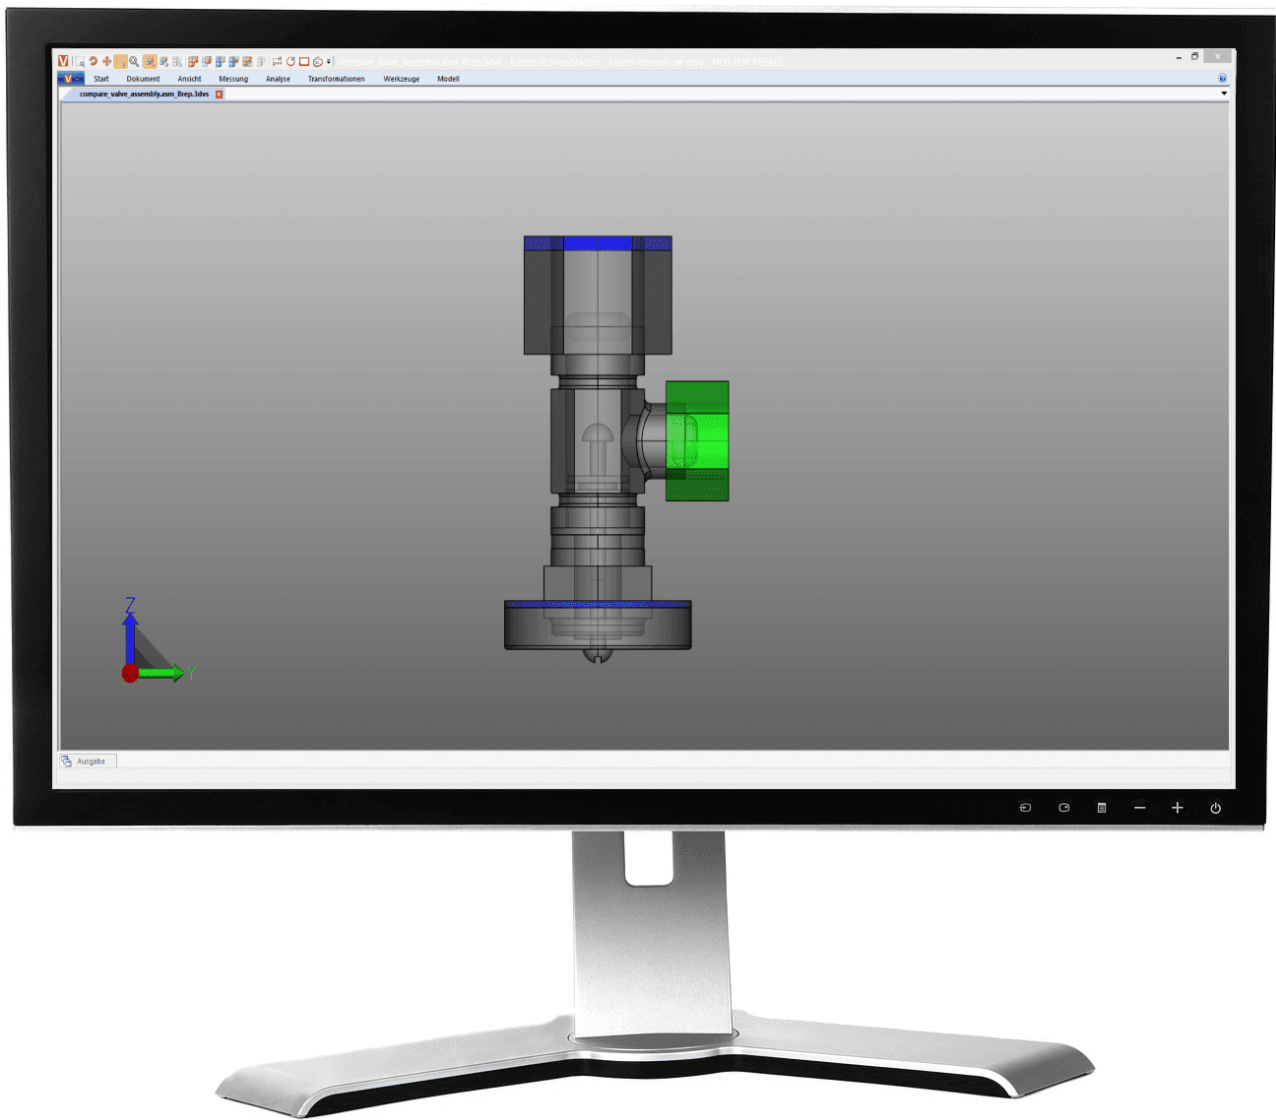 compare_valve_assembly.asm_Brep.3dvs - Kisters 3DViewStation - Kisters internal use only - NOT FOR RESALE
Start Dokument Ansicht Messung Analyse Transformationen Werkzeuge Modell
compare_valve_assembly.asm_Brep.3dvs
Z
Y
Ausgabe